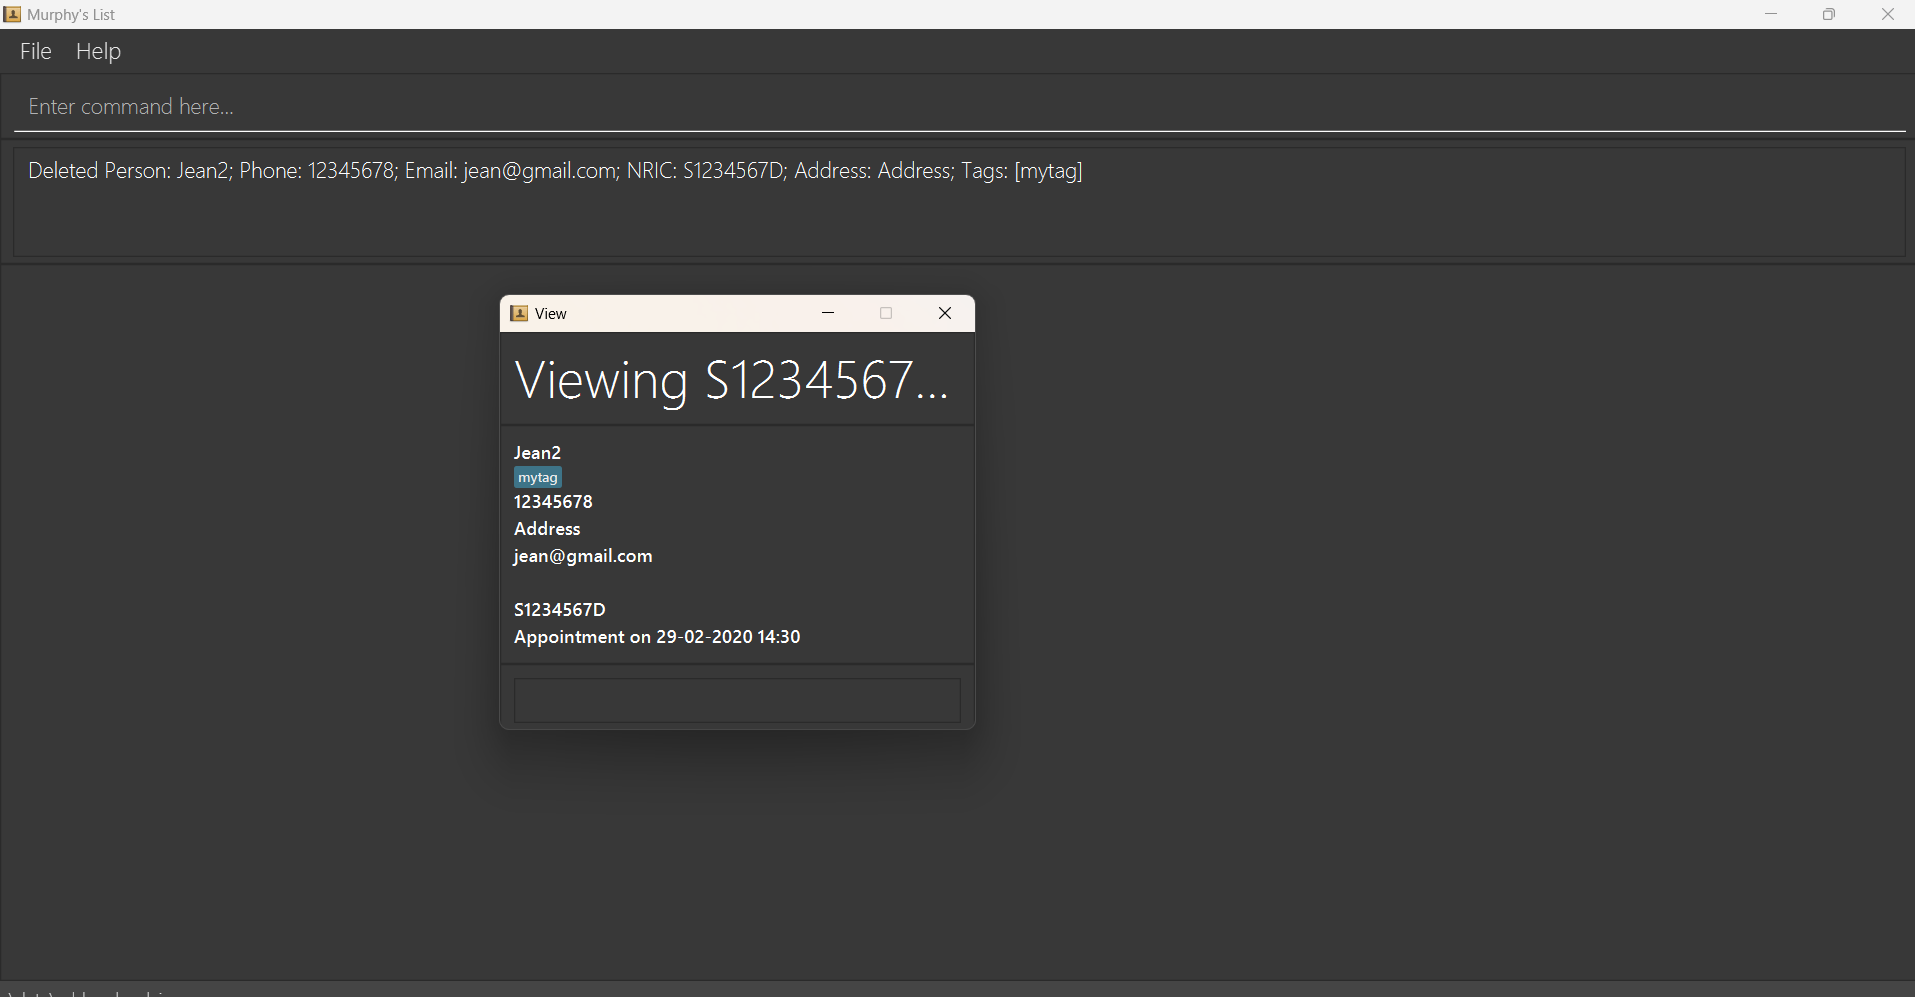 Murphy's List
File Help
Enter command here...
Deleted Person: Jean2; Phone: 12345678; Email: jean@gmail.com; NRIC: S1234567D; Address: Address; Tags: [mytag]
View
Viewing S1234567...
Jean2
mytag
12345678
Address
jean@gmail.com
S1234567D
Appointment on 29-02-2020 14:30